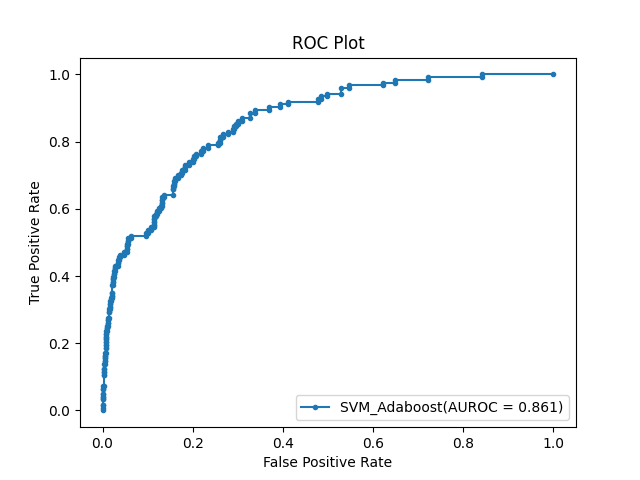 ROC Plot
True Positive Rate
1.0
0.8
0.6
0.4
0.2
0.0
0.0 0.2 0.4 0.6 0.8 1.0
False Positive Rate
SVM_Adaboost(AUROC = 0.861)